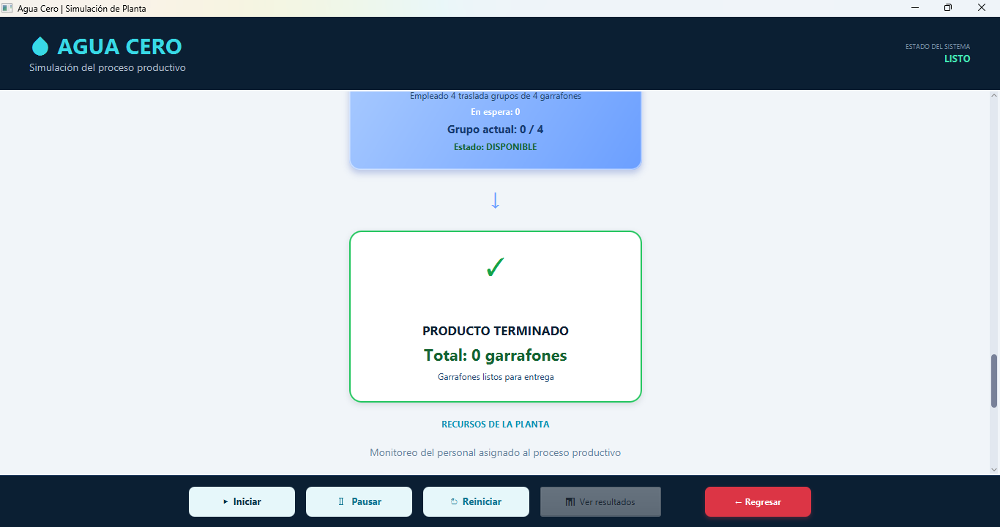 Agua Cero | Simulación de Planta
AGUA CERO
Simulación del proceso productivo
ESTADO DEL SISTEMA
LISTO
Empleado 4 traslada grupos de 4 garrafones
En espera: 0
Grupo actual: 0 / 4
Estado: DISPONIBLE
↓
✓
PRODUCTO TERMINADO
Total: 0 garrafones
Garrafones listos para entrega
RECURSOS DE LA PLANTA
Monitoreo del personal asignado al proceso productivo
Iniciar
Pausar
Reiniciar
Ver resultados
← Regresar